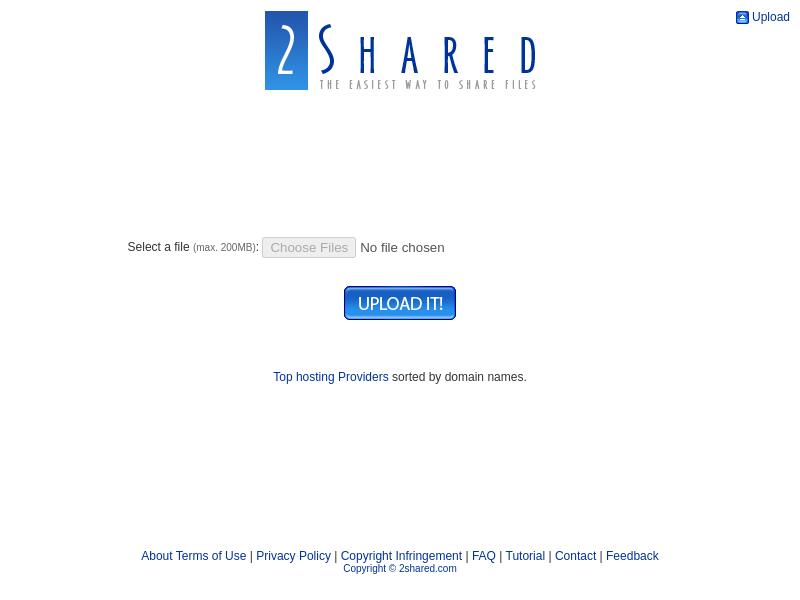 Upload
2SHARED
THE EASIEST WAY TO SHARE FILES
Select a file (max. 200MB): Choose Files No file chosen
UPLOAD IT!
Top hosting Providers sorted by domain names.
About Terms of Use | Privacy Policy | Copyright Infringement | FAQ | Tutorial | Contact | Feedback
Copyright © 2shared.com